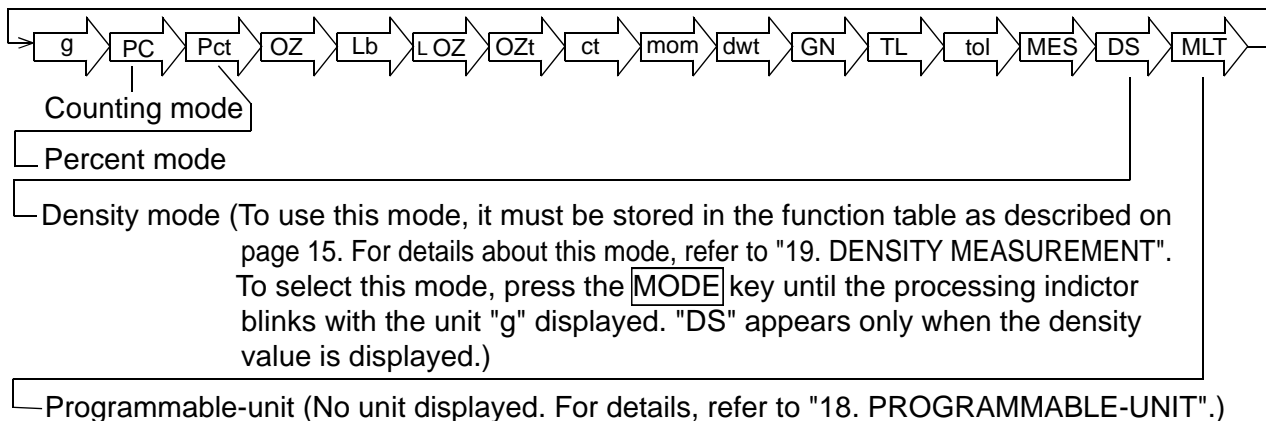 g PC Pct OZ Lb L OZ OZt ct mom dwt GN TL tol MES DS MLT
Counting mode
Percent mode
Density mode (To use this mode, it must be stored in the function table as described on
page 15. For details about this mode, refer to "19. DENSITY MEASUREMENT".
To select this mode, press the MODE key until the processing indictor
blinks with the unit "g" displayed. "DS" appears only when the density
value is displayed.)
Programmable-unit (No unit displayed. For details, refer to "18. PROGRAMMABLE-UNIT".)